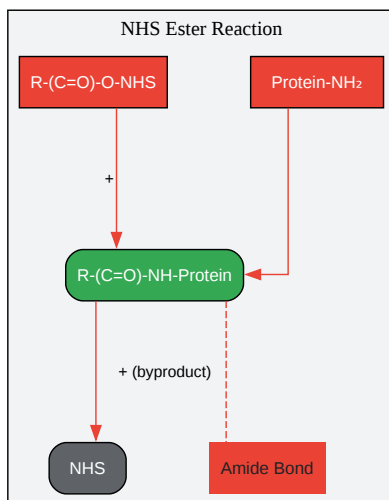 NHS Ester Reaction
R-(C=O)-O-NHS
Protein-NH₂
+
R-(C=O)-NH-Protein
+ (byproduct)
NHS
Amide Bond